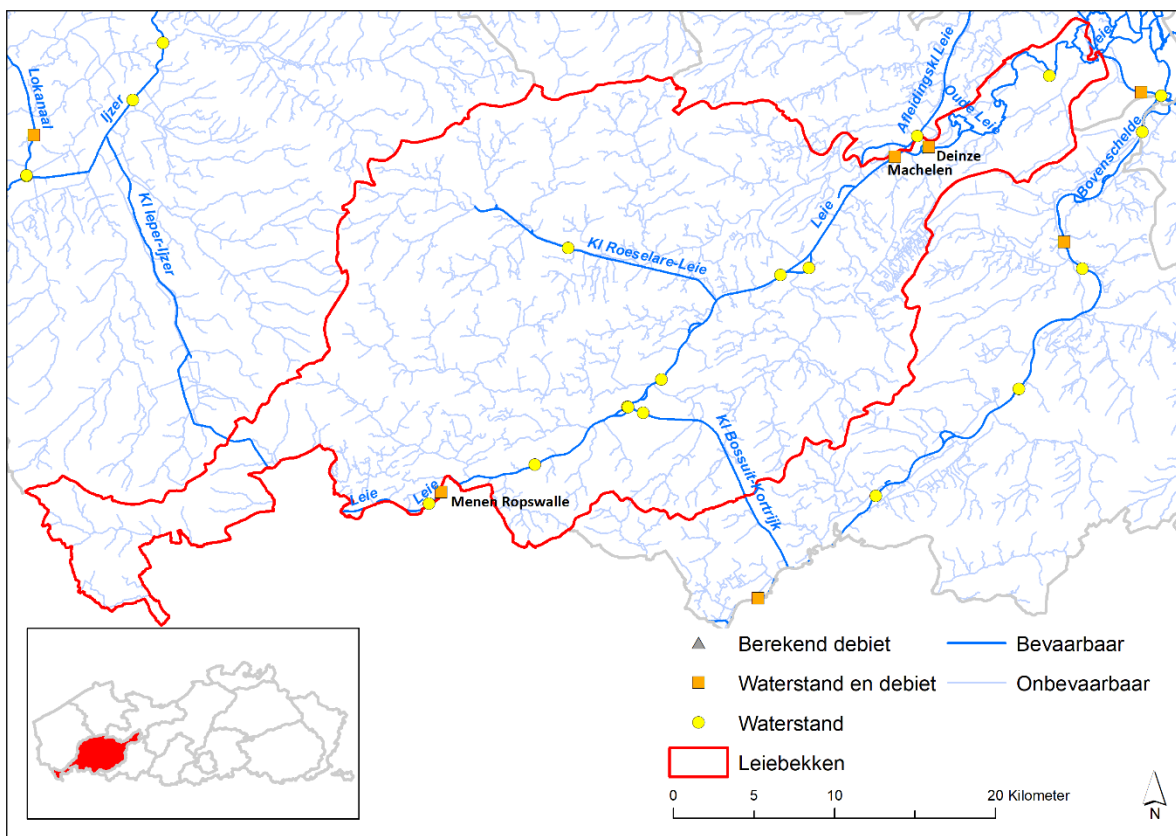 Leie
Afleidingskl Leie
Lokanaal
Ijzer
Oude Leie
Deinze
Machelen
Bovenschelde
Kl Ieper-Ijzer
Leie
Kl Roeselare-Leie
Kl Bossuit-Kortrijk
Leie
Leie
Menen Ropswalle
Berekend debiet
Bevaarbaar
Waterstand en debiet
Onbevaarbaar
Waterstand
Leiebekken
0 5 10 20 Kilometer
N